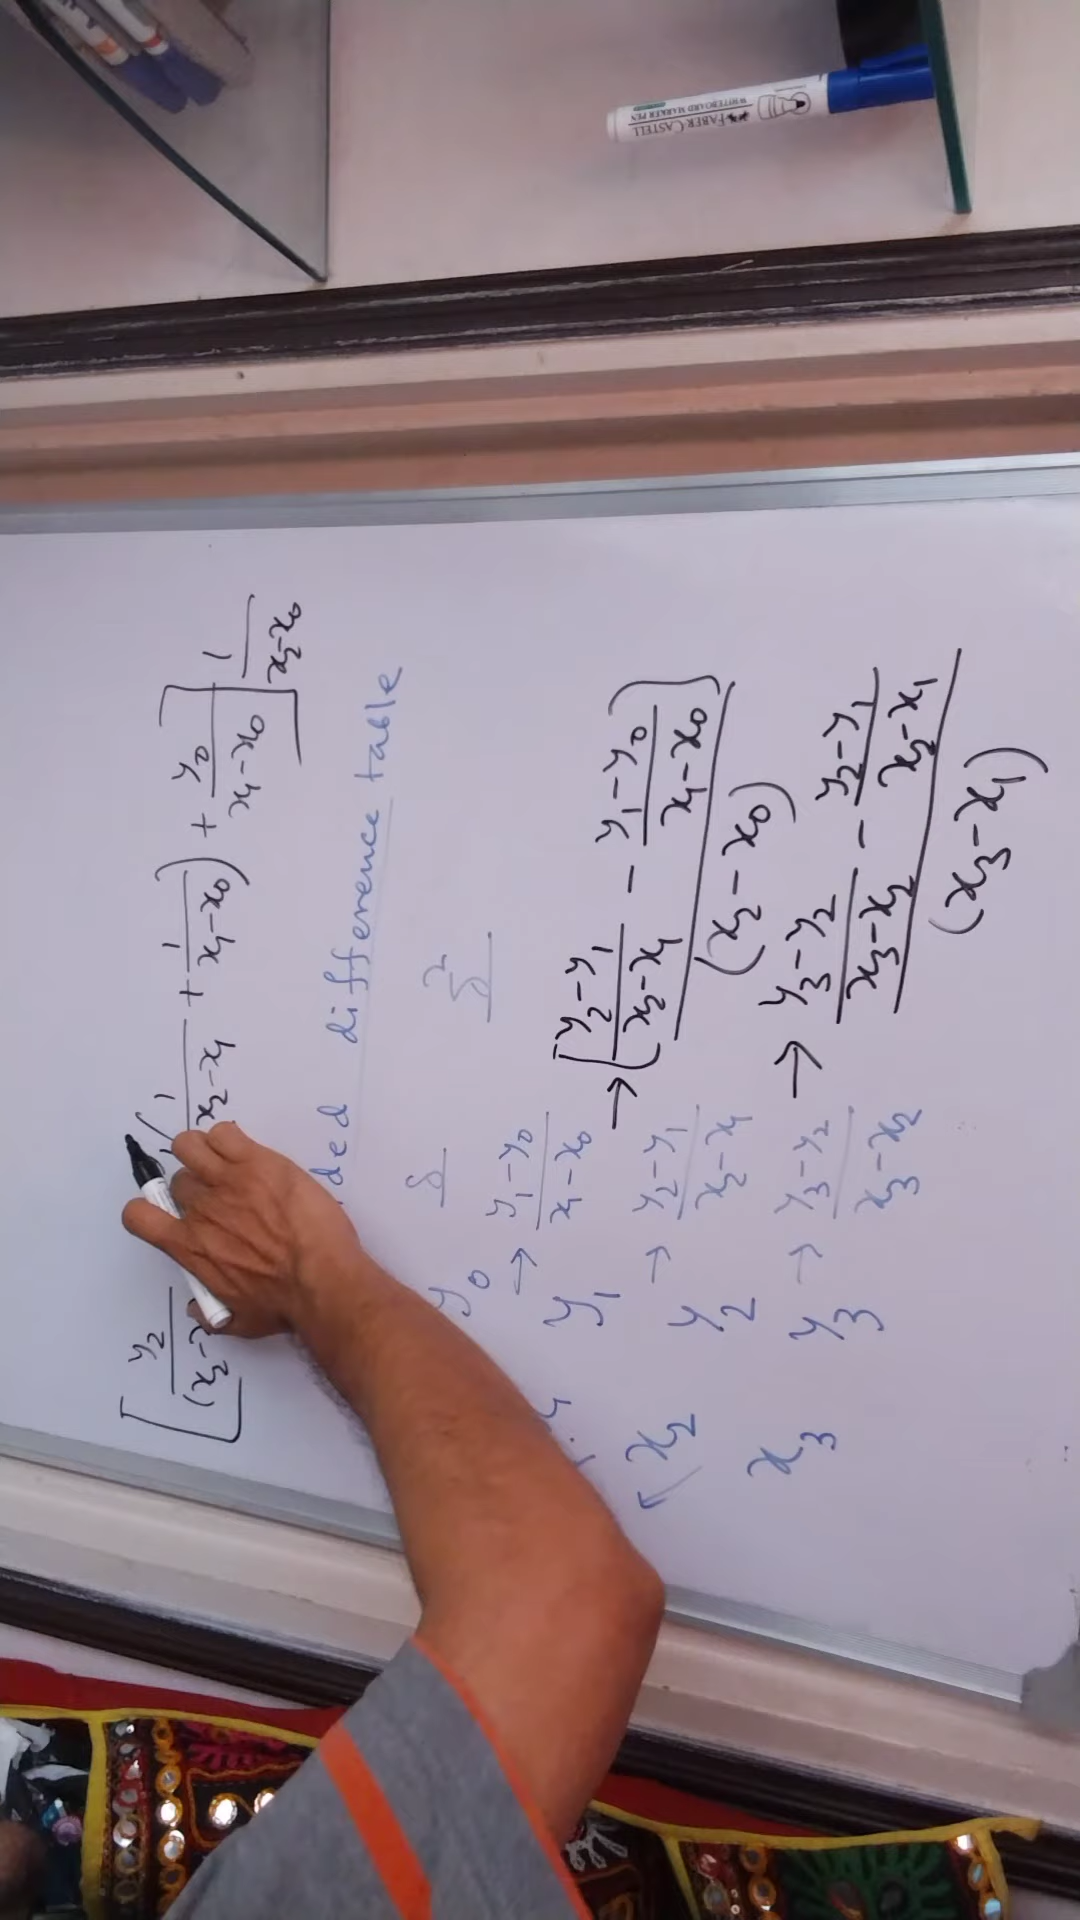 [y2/(x2-x
(1/x2-x1 + 1/x1-x0) + y0/x1-x0] 1/x2-x0
ded difference table
δ δ²
y0
→ y1-y0/x1-x0
y1 → [(y2-y1/x2-x1 - y1-y0/x1-x0)]/(x2-x0)
→ y2-y1/x2-x1
x2 y2 → y3-y2/x3-x2 - y2-y1/x2-x1/(x3-x1)
→ y3-y2/x3-x2
x3 y3
FABER CASTELL
WHITEBOARD MARKER PEN